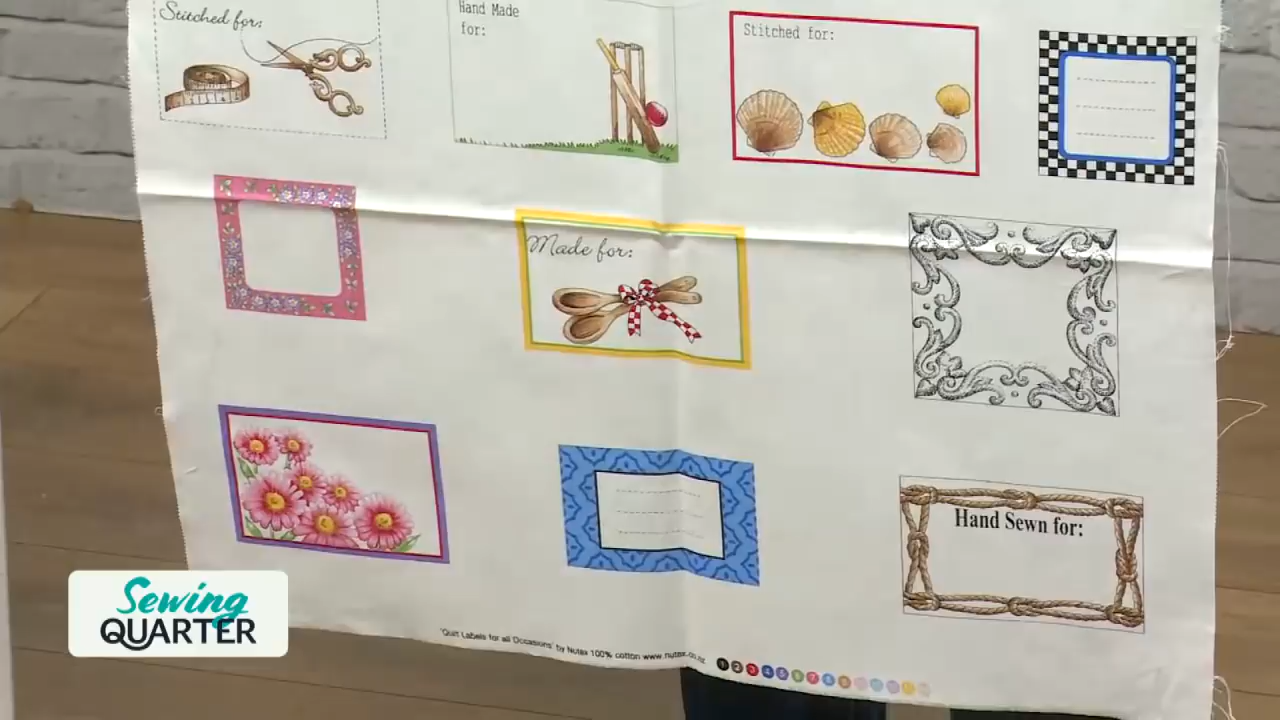 Stitched for:
Hand Made
for:
Stitched for:
Made for:
Hand Sewn for:
Sewing
QUARTER
'Quilt Labels for all Occasions' by Nutex 100% cotton www.nutex.co.nz